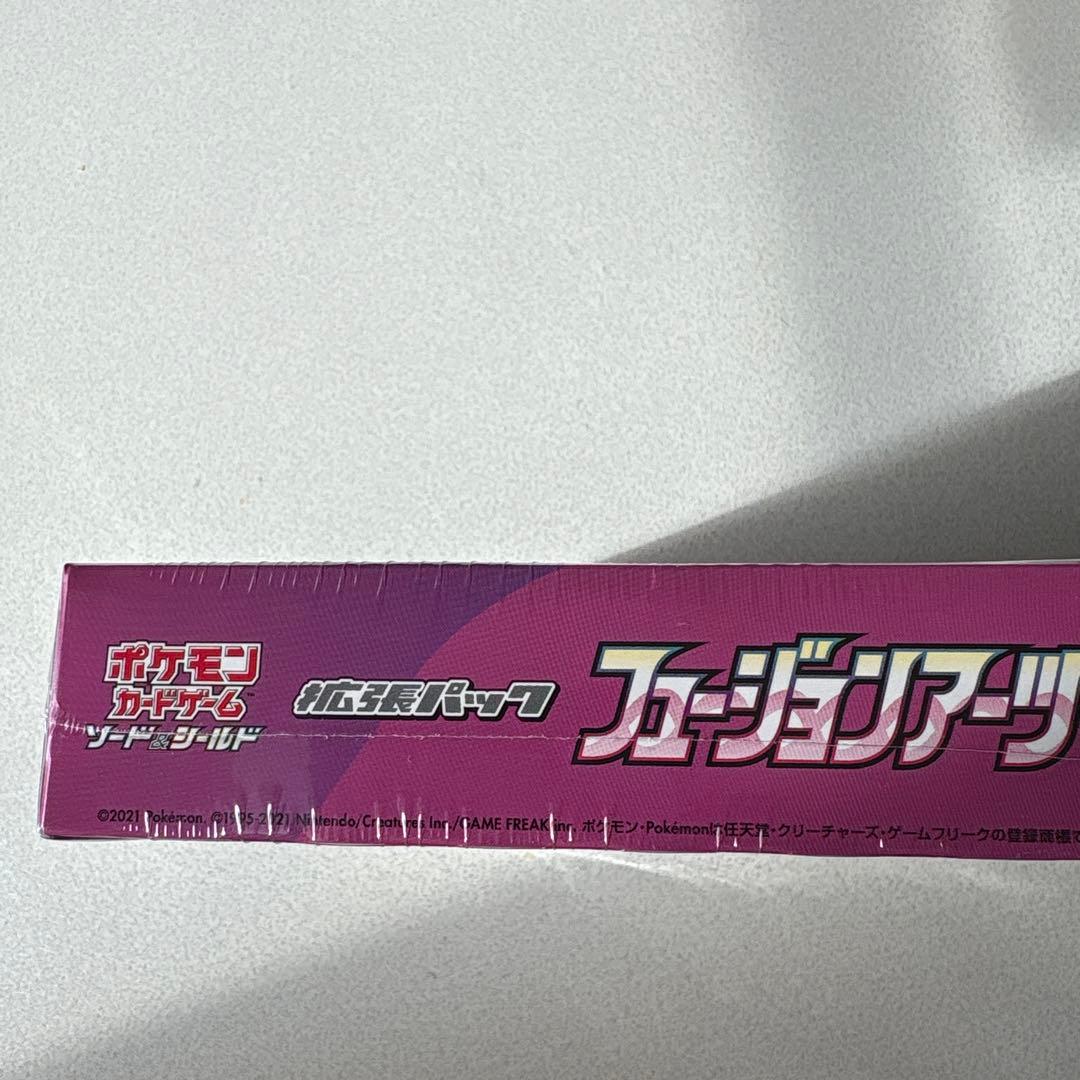 ポケモン
カードゲーム
ソード&シールド
拡張パック
フュージョンアーツ
©2021 Pokémon. ©1995-2021 Nintendo/Creatures Inc./GAME FREAK inc. ポケモン・Pokémonは任天堂・クリーチャーズ・ゲームフリークの登録商標で